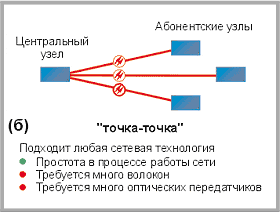 Абонентские узлы
Центральный
узел
(б)
"точка-точка"
Подходит любая сетевая технология
Простота в процессе работы сети
Требуется много волокон
Требуется много оптических передатчиков